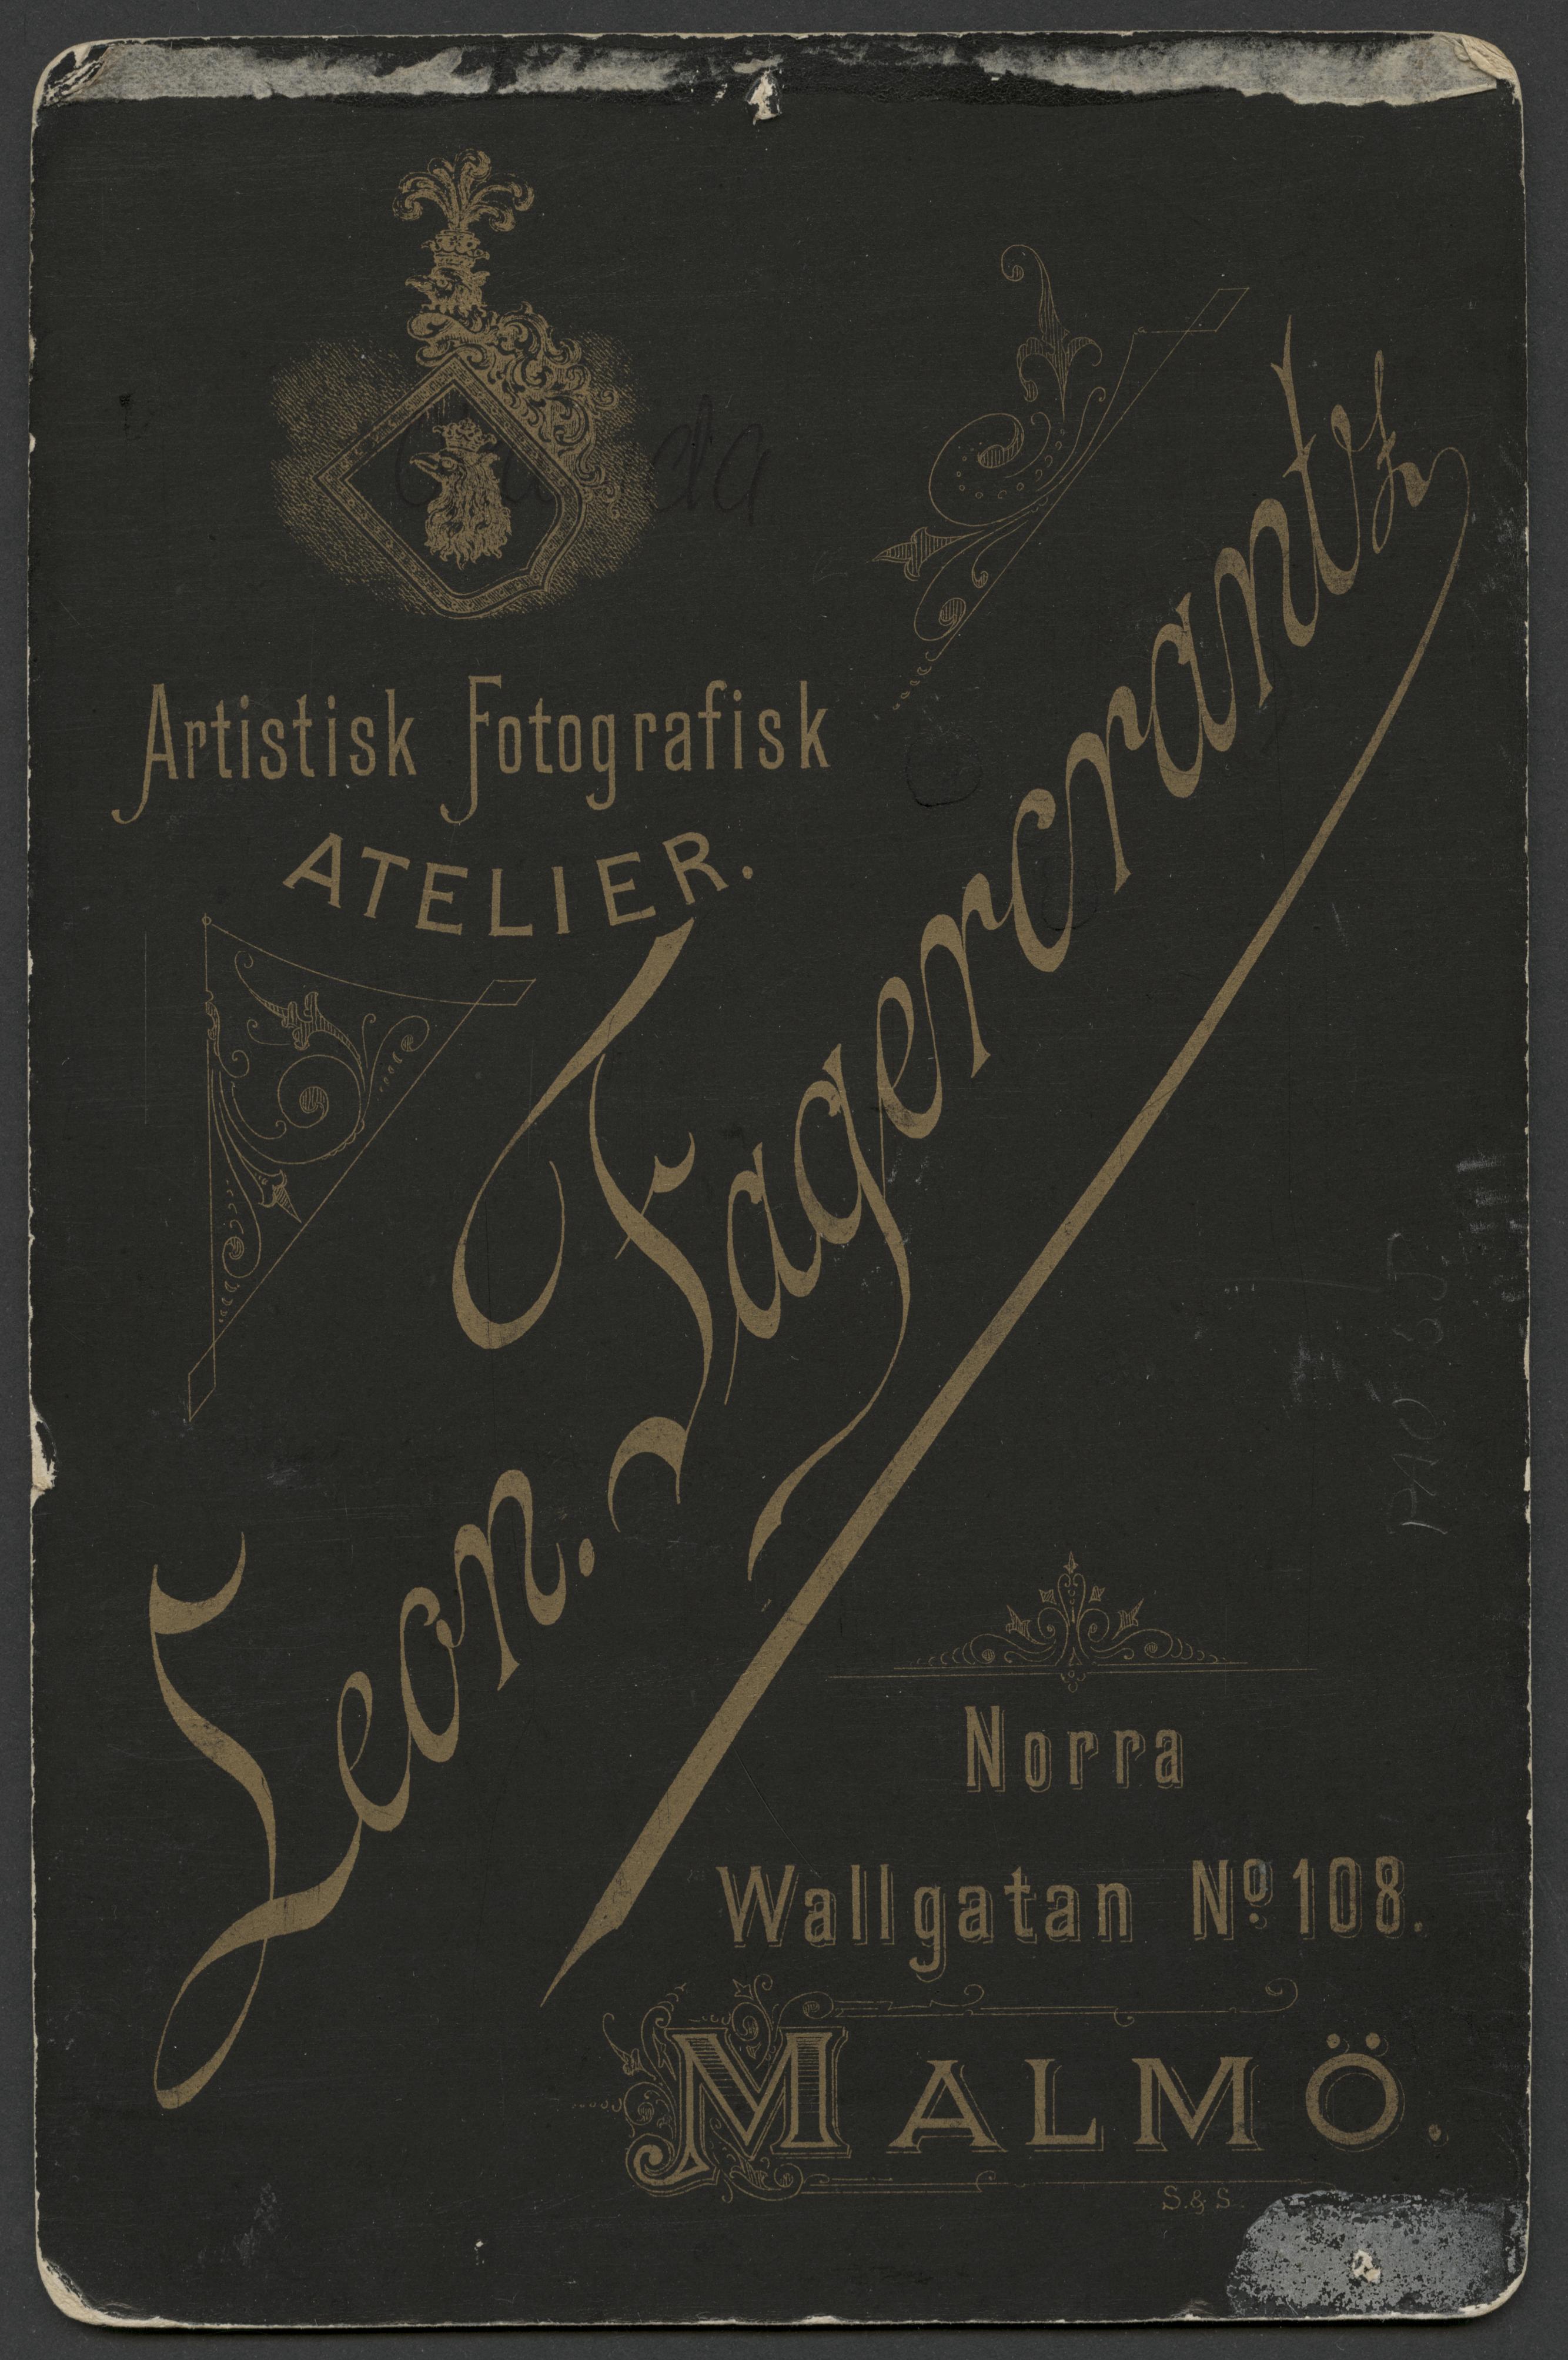 Artistisk Fotografisk
ATELIER.
Leon. Fagercrantz
Norra
Wallgatan No 108.
MALMÖ.
S. & S.